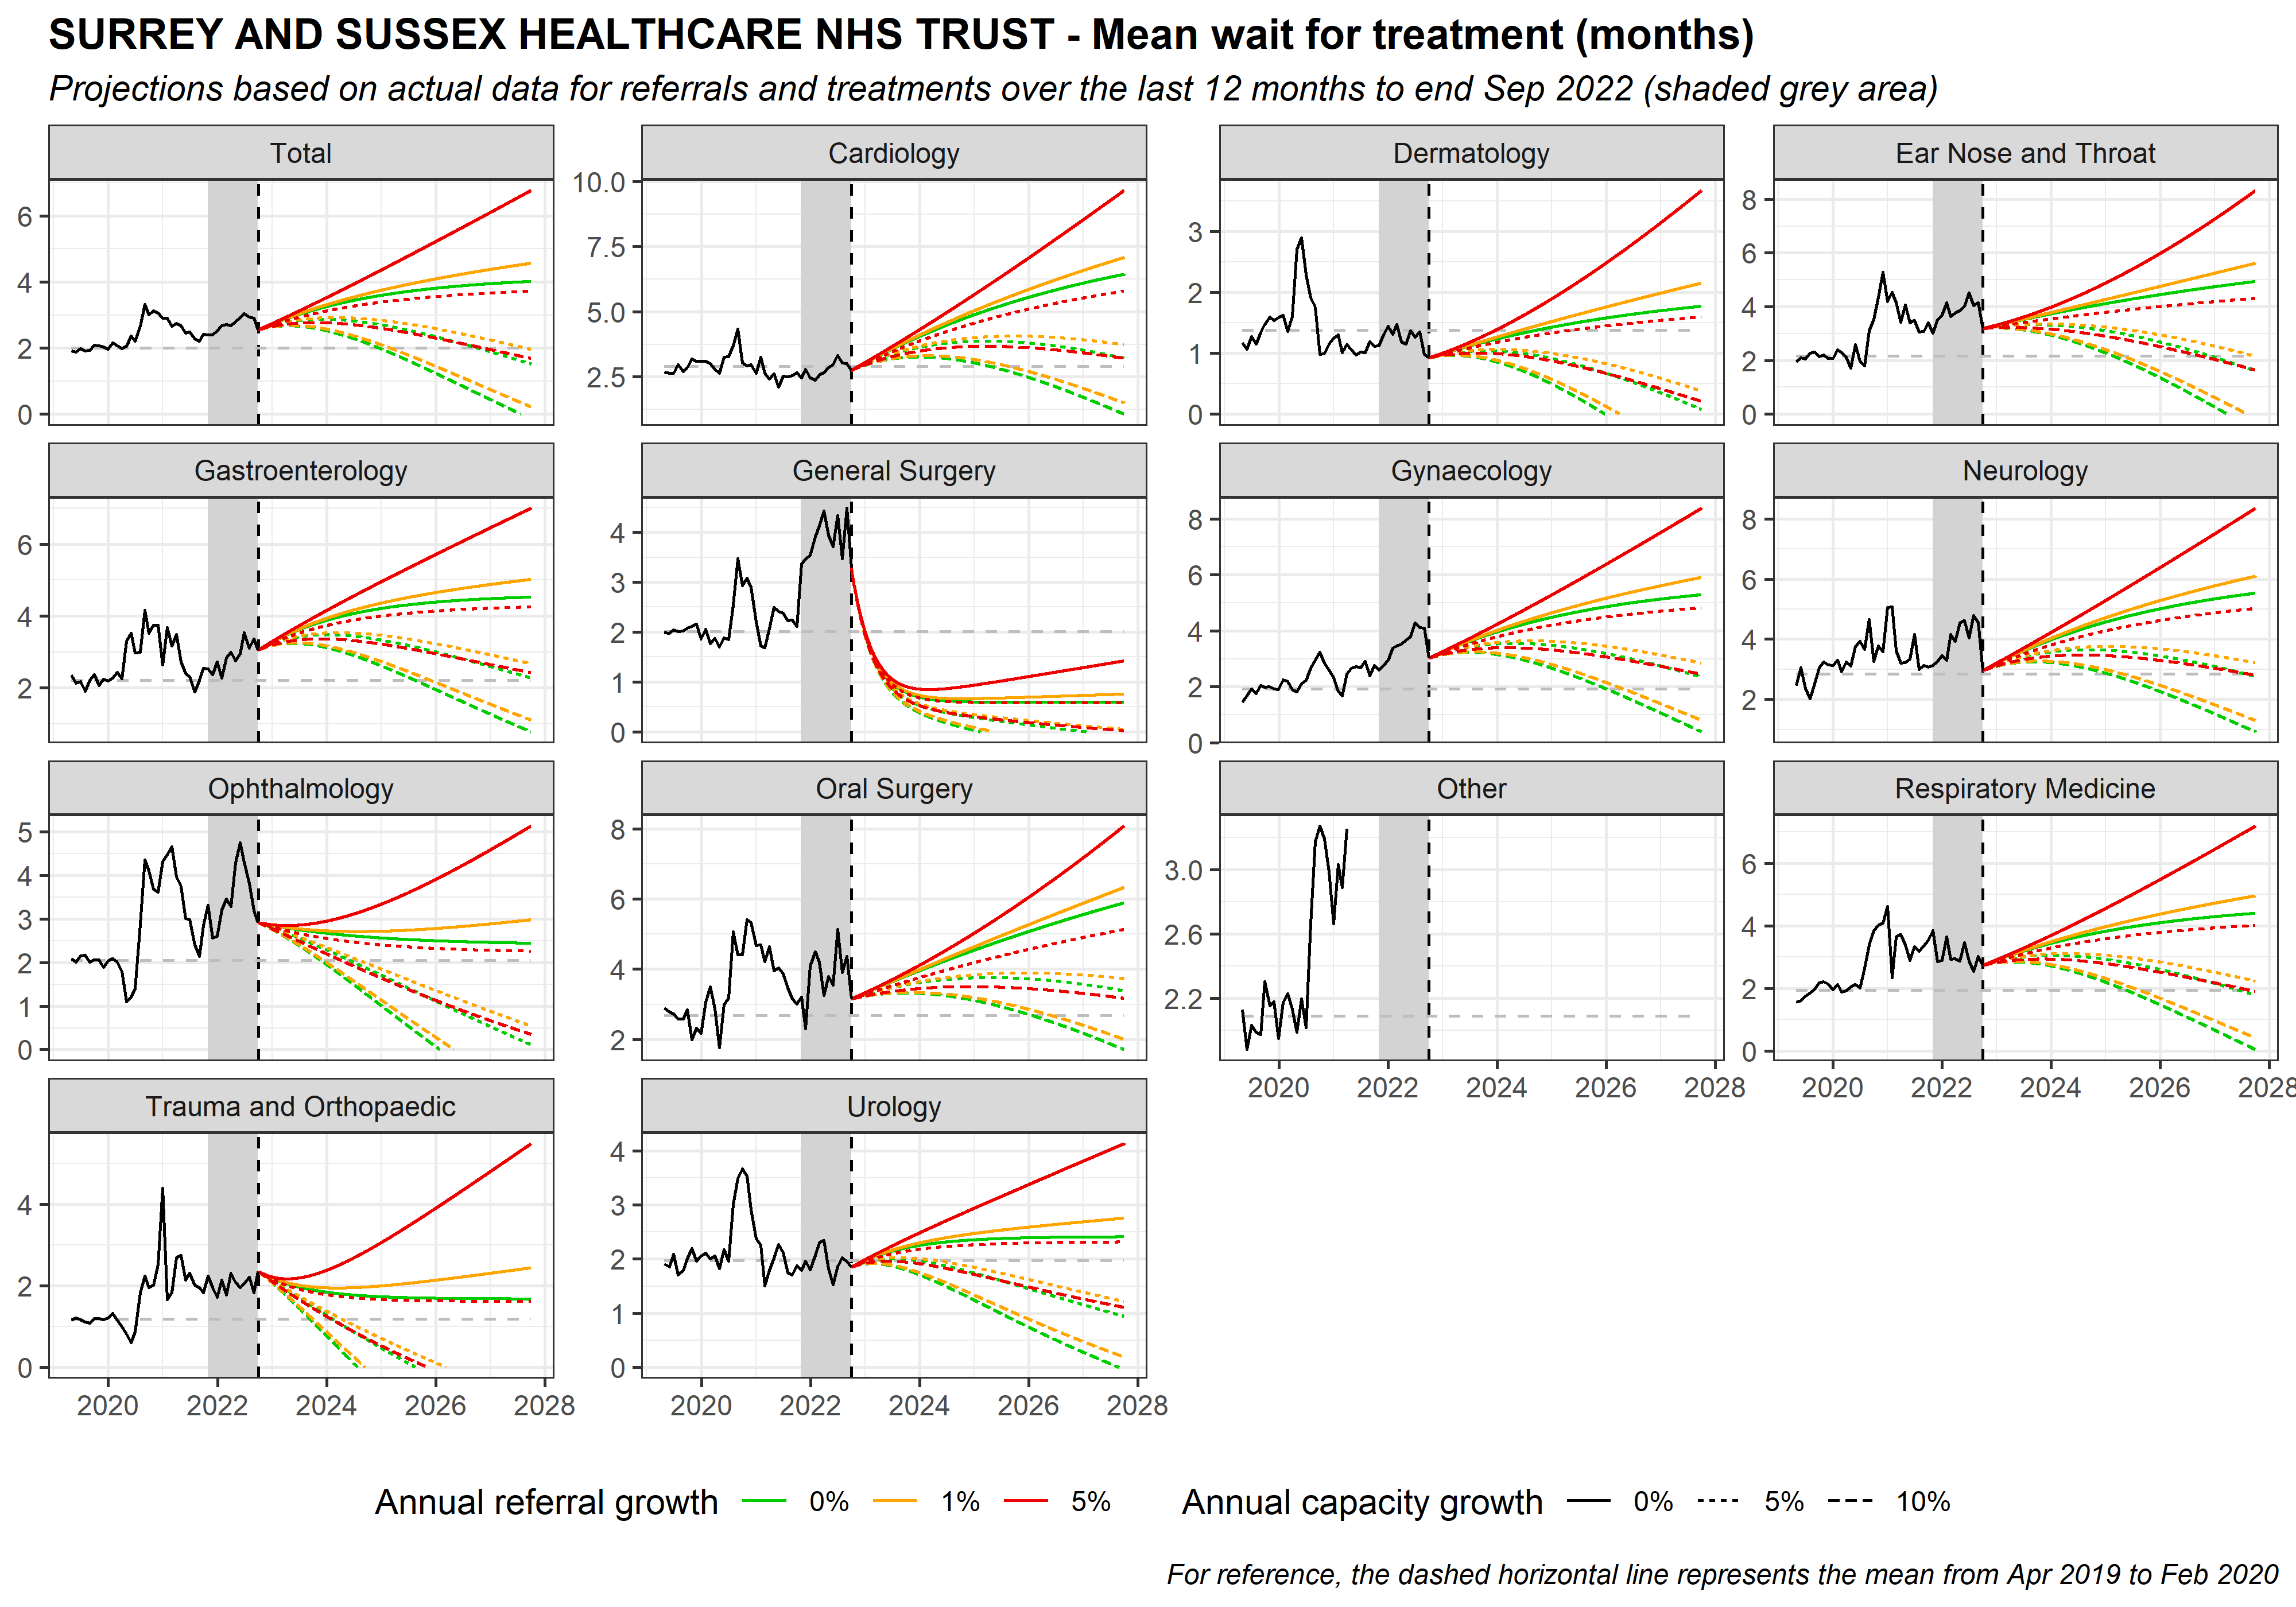 SURREY AND SUSSEX HEALTHCARE NHS TRUST - Mean wait for treatment (months)
Projections based on actual data for referrals and treatments over the last 12 months to end Sep 2022 (shaded grey area)
Total
Cardiology
Dermatology
Ear Nose and Throat
6
4
2
0
10.0
7.5
5.0
2.5
3
2
1
0
8
6
4
2
0
Gastroenterology
General Surgery
Gynaecology
Neurology
6
4
2
4
3
2
1
0
8
6
4
2
0
8
6
4
2
Ophthalmology
Oral Surgery
Other
Respiratory Medicine
5
4
3
2
1
0
8
6
4
2
3.0
2.6
2.2
6
4
2
0
2020 2022 2024 2026 2028
2020 2022 2024 2026 2028
Trauma and Orthopaedic
Urology
4
2
0
4
3
2
1
0
2020 2022 2024 2026 2028
2020 2022 2024 2026 2028
Annual referral growth 0% 1% 5% Annual capacity growth 0% 5% 10%
For reference, the dashed horizontal line represents the mean from Apr 2019 to Feb 2020